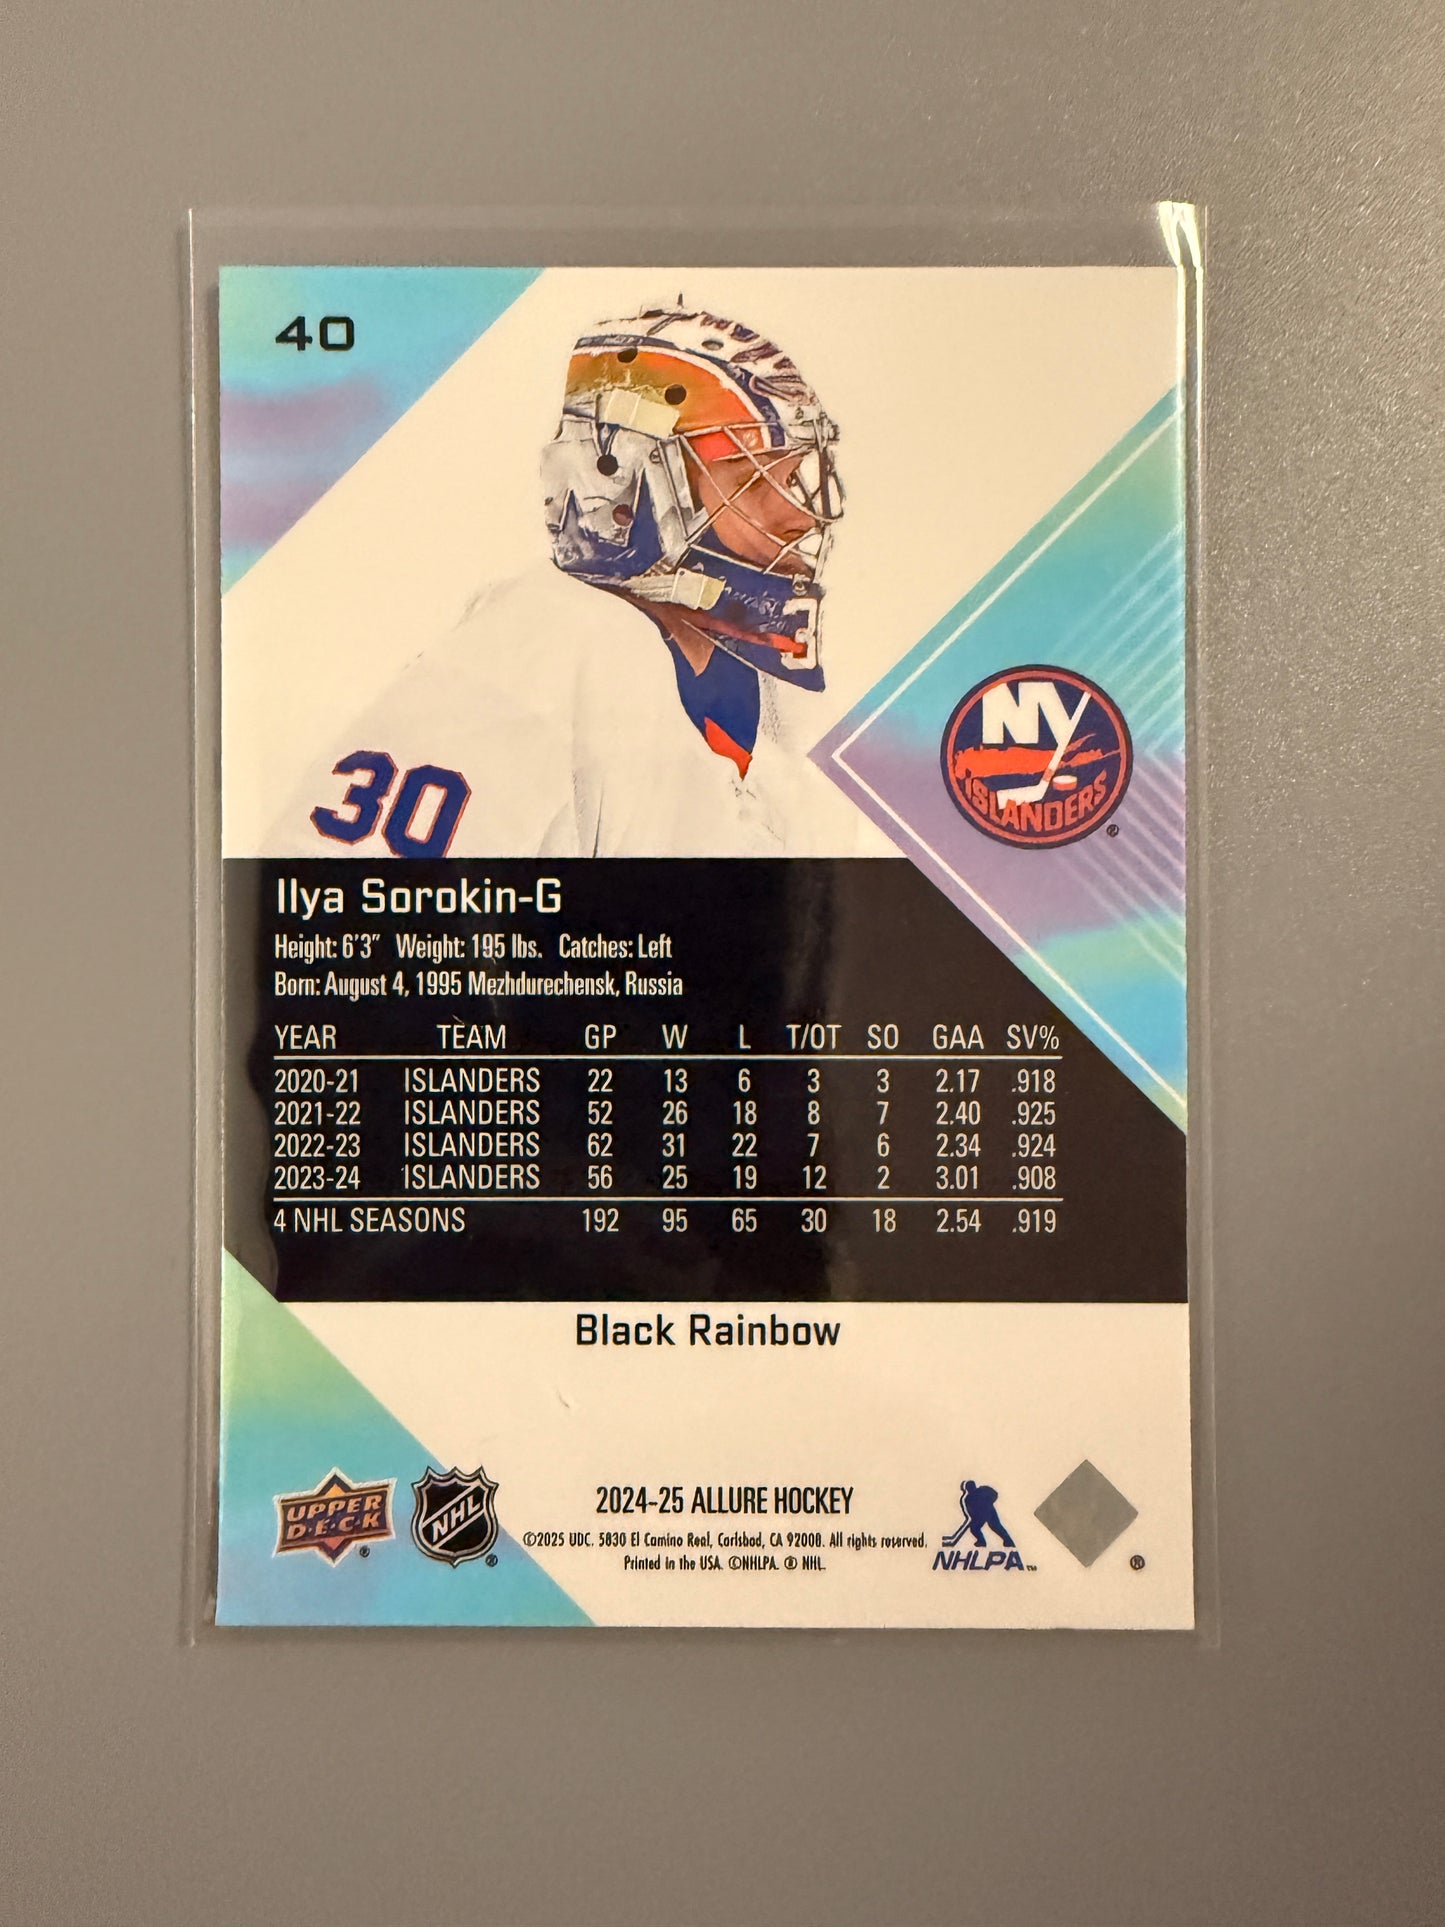 40
3
30
NY
ISLANDERS
®
Ilya Sorokin-G
Height: 6'3" Weight: 195 lbs. Catches: Left
Born: August 4, 1995 Mezhdurechensk, Russia
YEAR TEAM GP W L T/OT SO GAA SV%
2020-21 ISLANDERS 22 13 6 3 3 2.17 .918
2021-22 ISLANDERS 52 26 18 8 7 2.40 .925
2022-23 ISLANDERS 62 31 22 7 6 2.34 .924
2023-24 ISLANDERS 56 25 19 12 2 3.01 .908
4 NHL SEASONS 192 95 65 30 18 2.54 .919
Black Rainbow
UPPER
D·E·C·K
®
NHL
®
2024-25 ALLURE HOCKEY
©2025 UDC. 5830 El Camino Real, Carlsbad, CA 92008. All rights reserved.
Printed in the USA. ©NHLPA. ® NHL.
NHLPA™
®